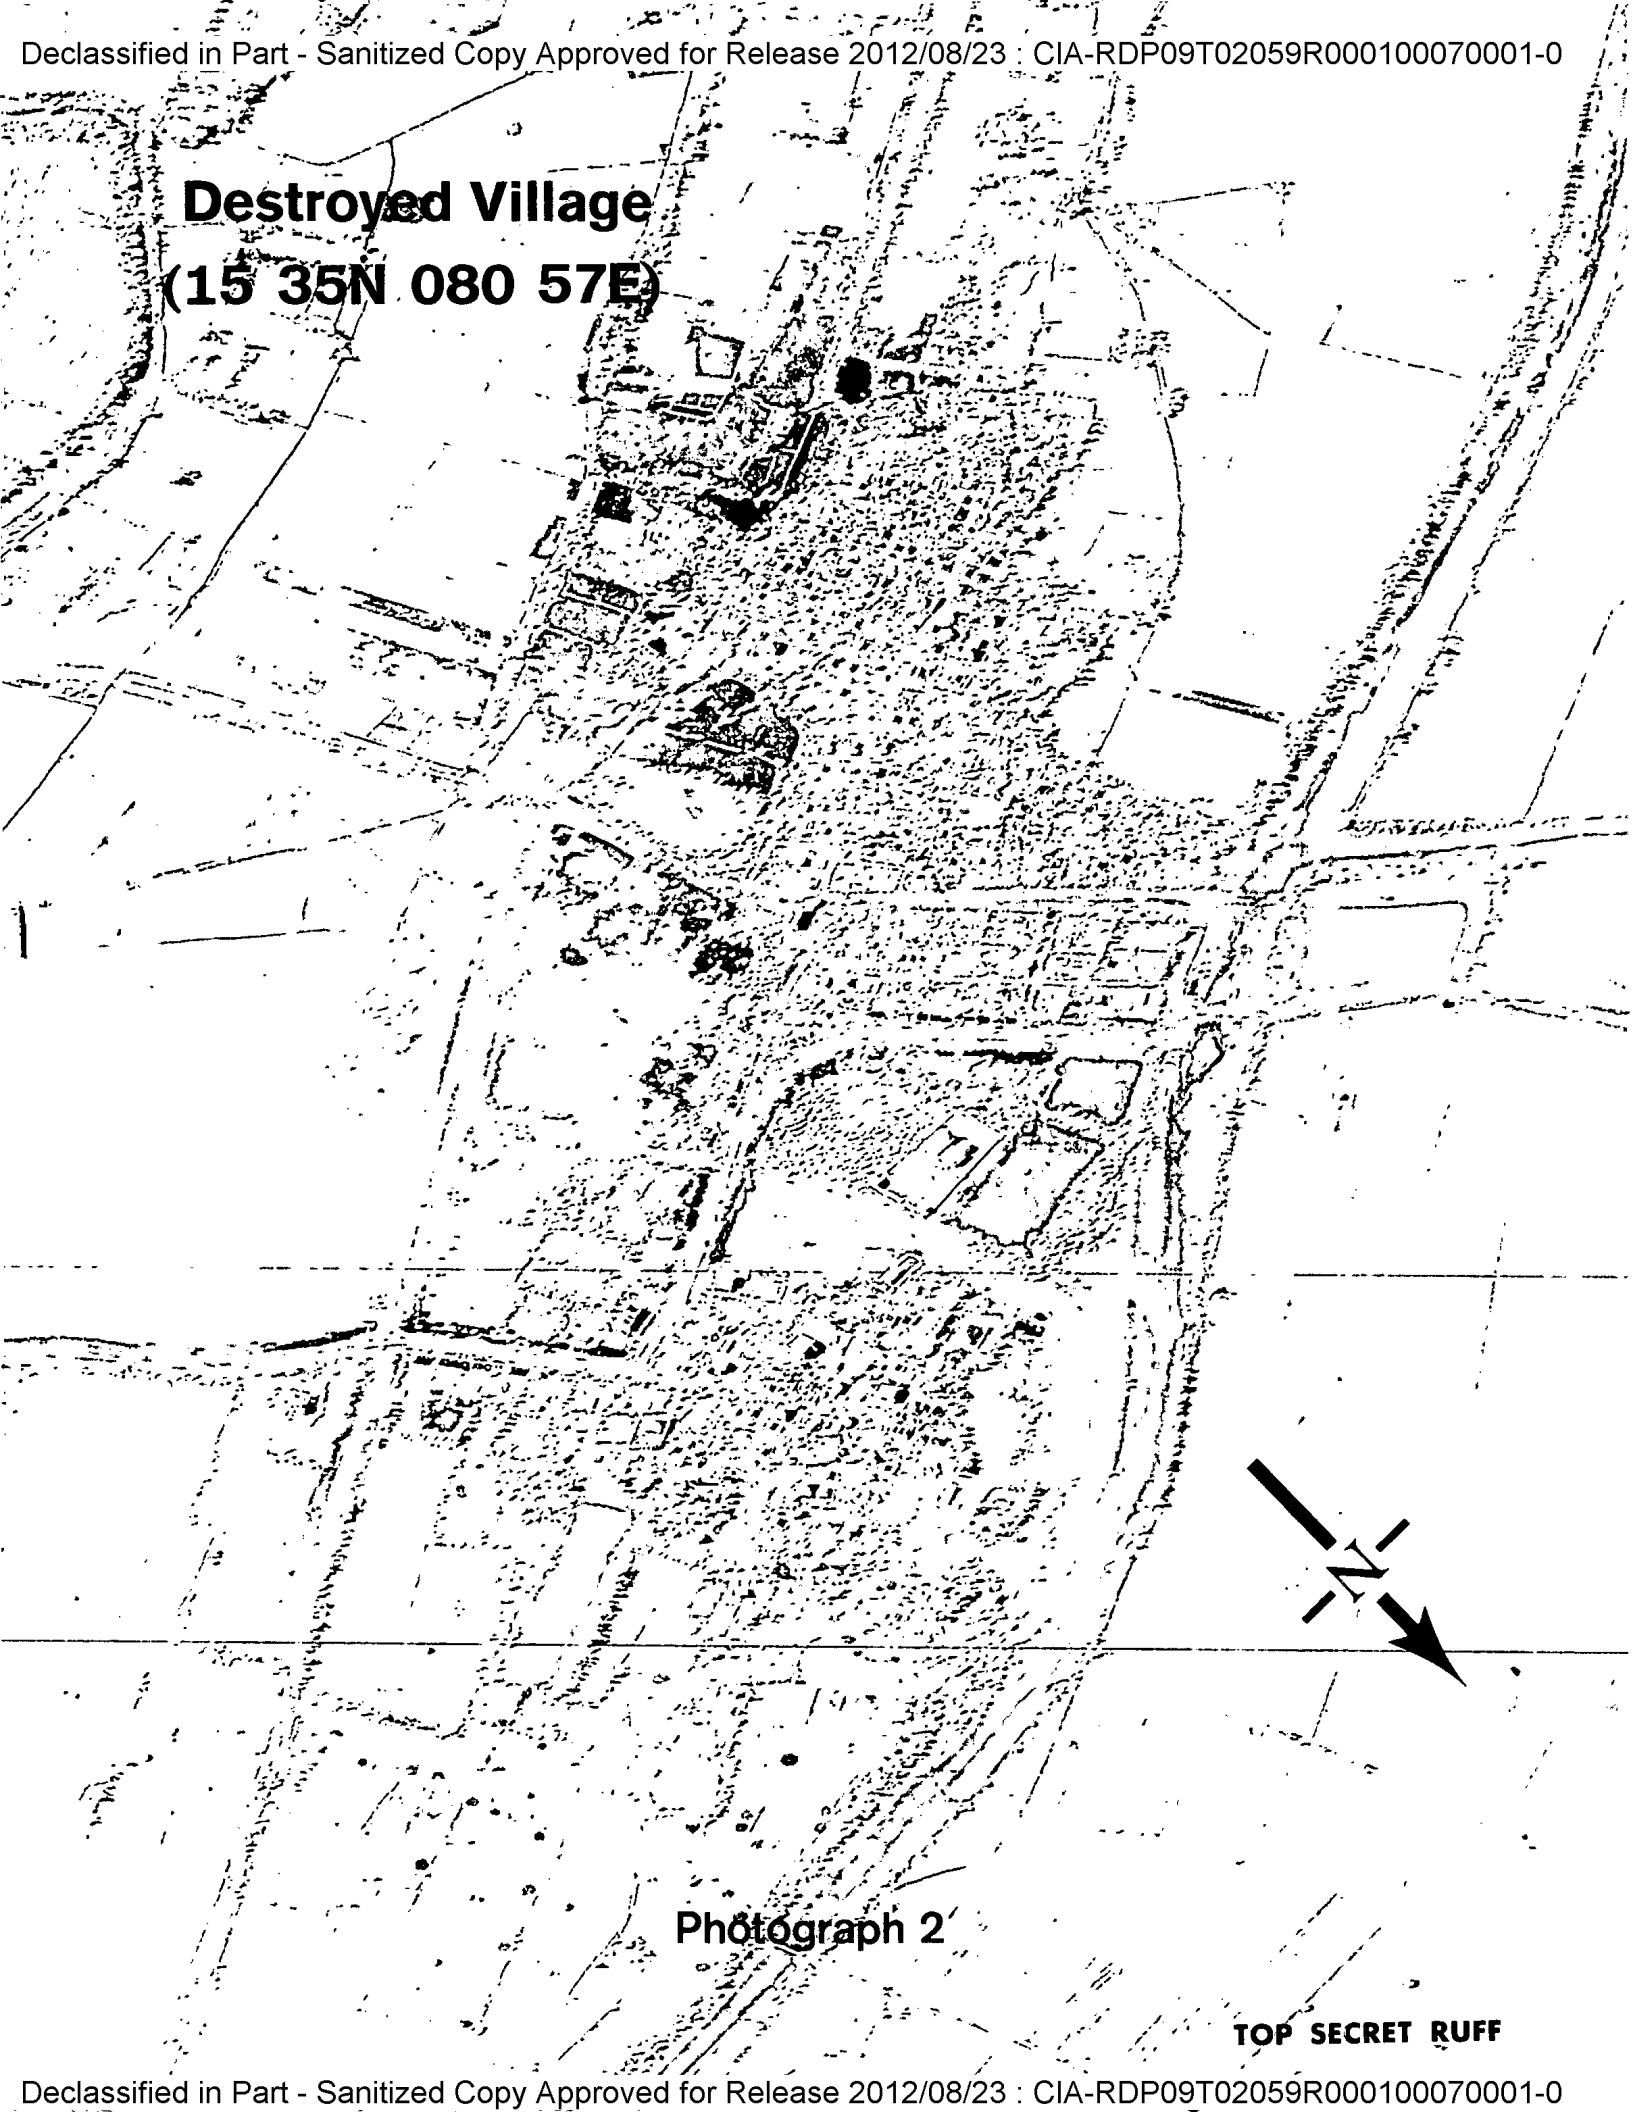 Declassified in Part - Sanitized Copy Approved for Release 2012/08/23 : CIA-RDP09T02059R000100070001-0
Destroyed Village
(15 35N 080 57E)
N
Photograph 2
TOP SECRET RUFF
Declassified in Part - Sanitized Copy Approved for Release 2012/08/23 : CIA-RDP09T02059R000100070001-0